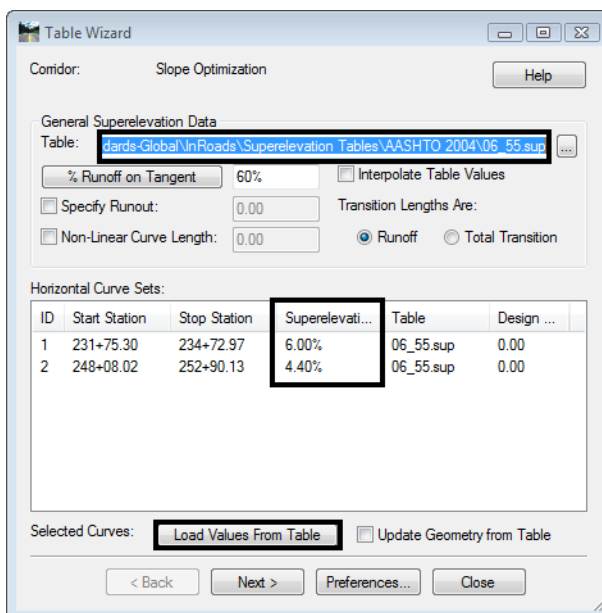 Table Wizard
Corridor: Slope Optimization
Help
General Superelevation Data
Table: dards-Global\InRoads\Superelevation Tables\AASHTO 2004\06_55.sup ...
% Runoff on Tangent 60% Interpolate Table Values
Specify Runout: 0.00 Transition Lengths Are:
Non-Linear Curve Length: 0.00 Runoff Total Transition
Horizontal Curve Sets:
ID Start Station Stop Station Superelevati... Table Design ...
1 231+75.30 234+72.97 6.00% 06_55.sup 0.00
2 248+08.02 252+90.13 4.40% 06_55.sup 0.00
Selected Curves: Load Values From Table Update Geometry from Table
< Back Next > Preferences... Close